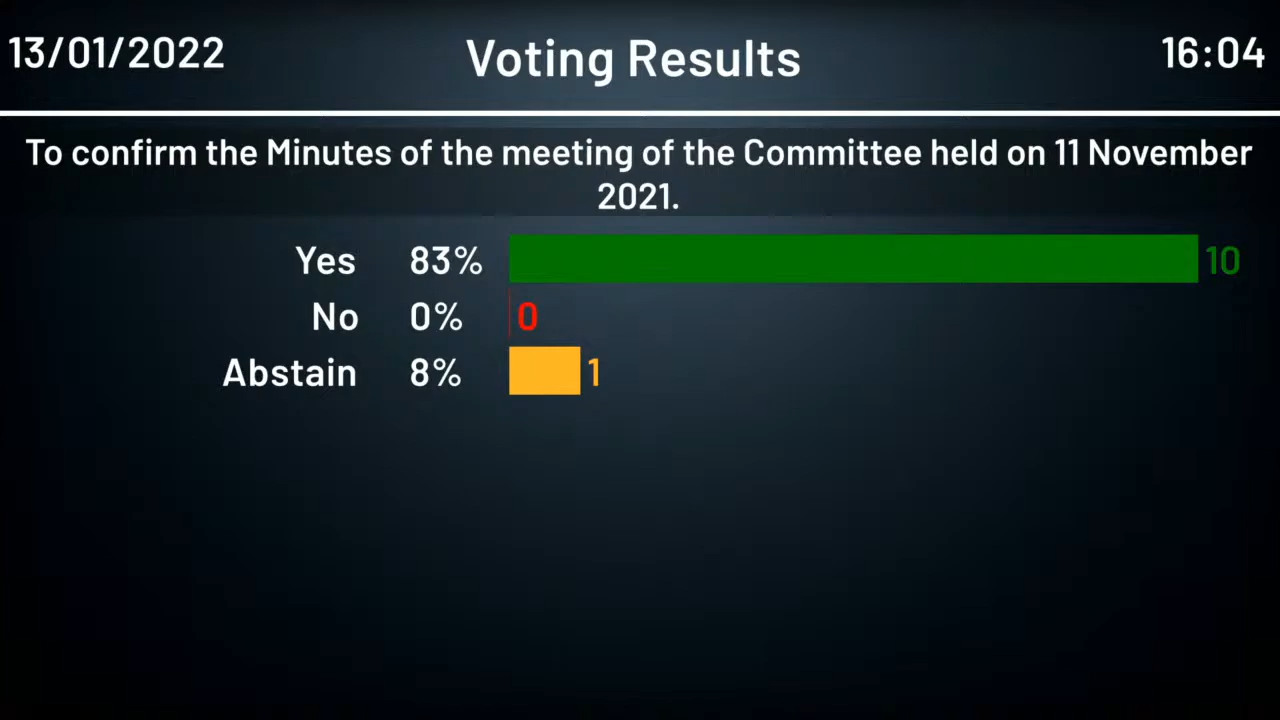 13/01/2022 Voting Results 16:04
To confirm the Minutes of the meeting of the Committee held on 11 November
2021.
Yes 83% 10
No 0% 0
Abstain 8% 1